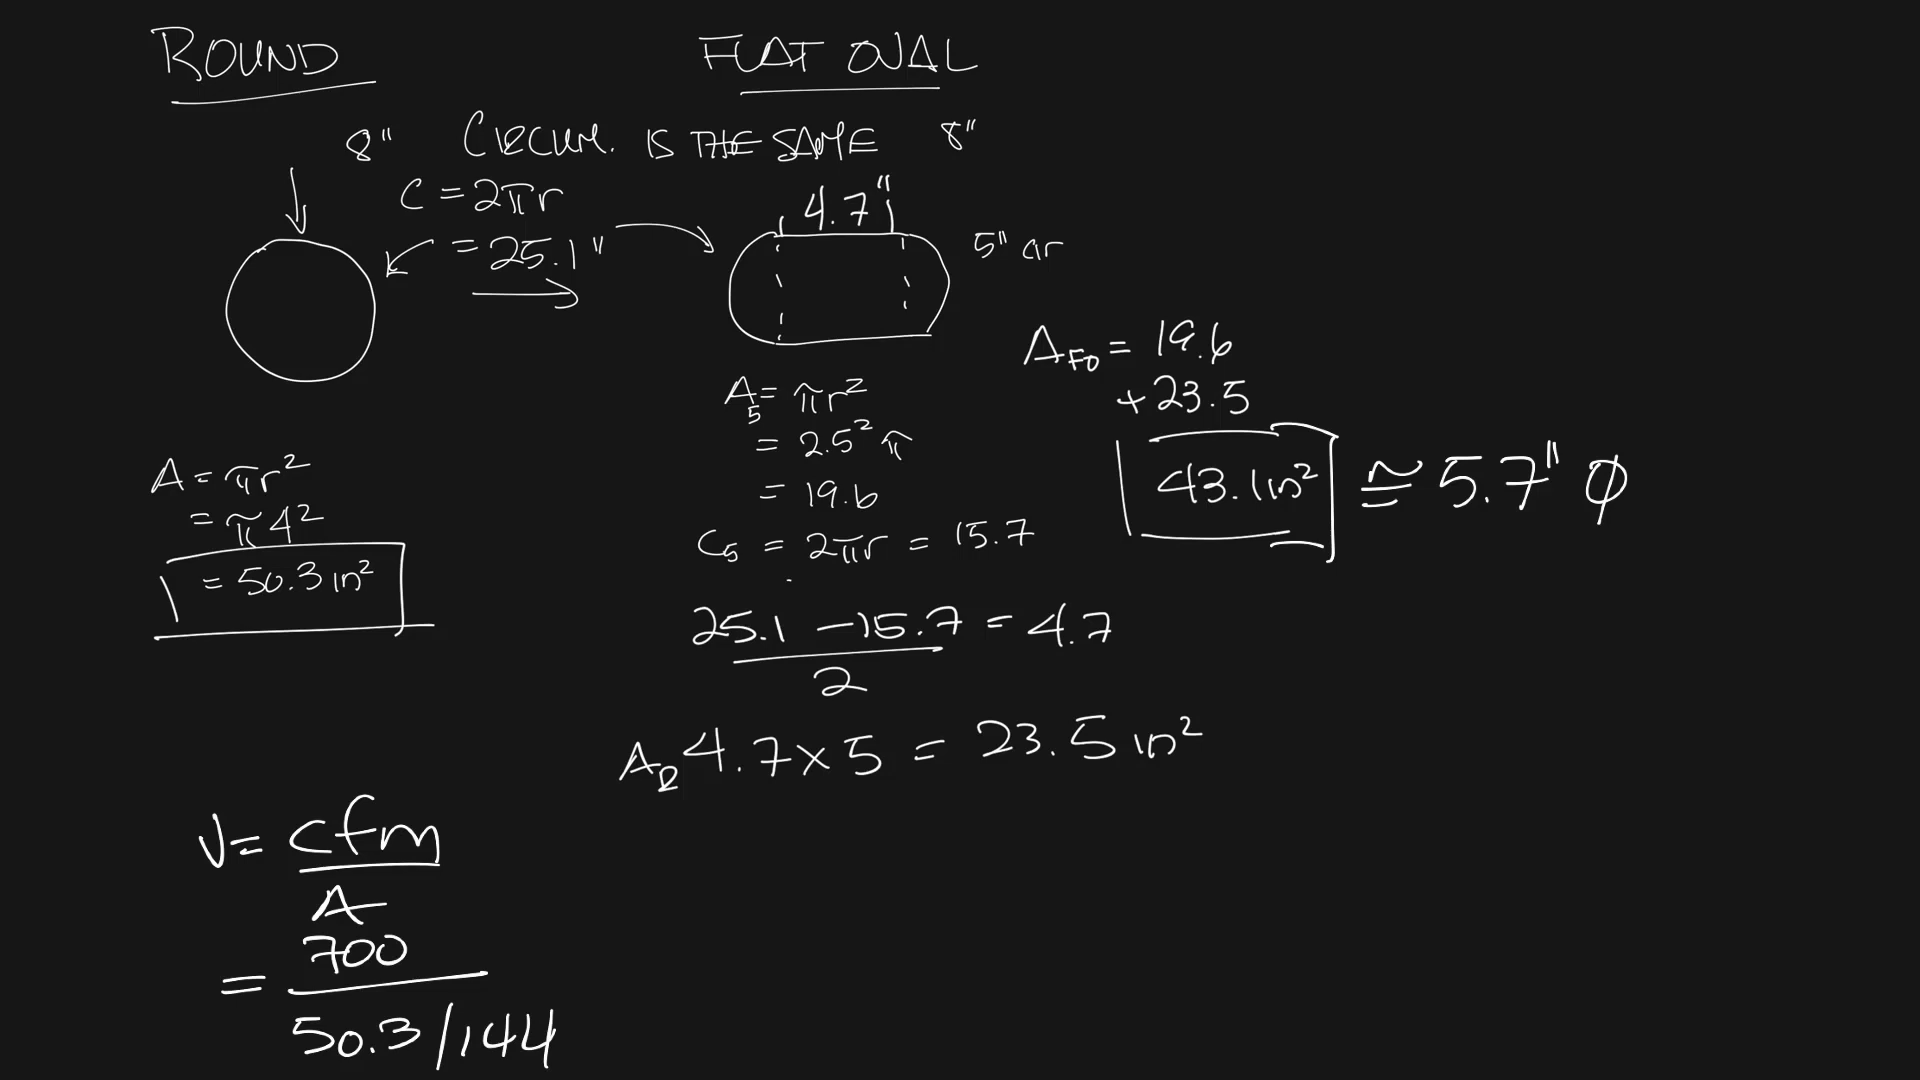 ROUND
FLAT OVAL
8" CIRCUM. IS THE SAME 8"
C = 2πr
= 25.1"
4.7"
5" ar
A = πr²
= π4²
= 50.3 in²
A₅ = πr²
= 2.5² π
= 19.6
C₅ = 2πr = 15.7
25.1 - 15.7 = 4.7
2
A_R 4.7 x 5 = 23.5 in²
A_FO = 19.6
+ 23.5
43.1 in² ≅ 5.7" Ø
V = cfm
A
= 700
50.3/144